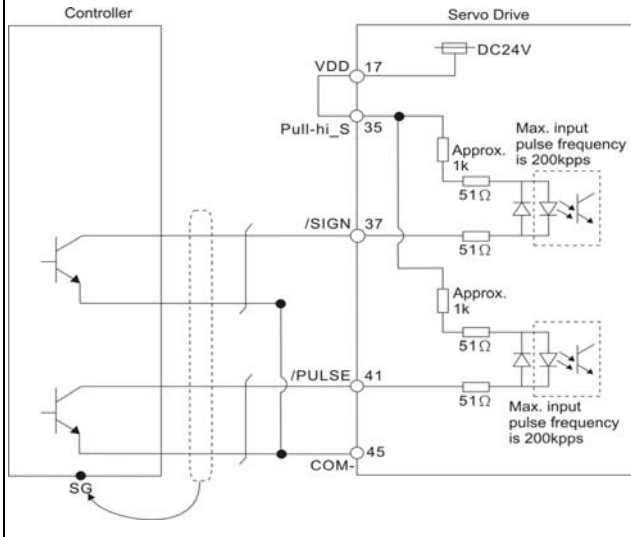 Controller
Servo Drive
DC24V
VDD 17
Pull-hi_S 35
Max. input
pulse frequency
is 200kpps
Approx.
1k
51Ω
/SIGN 37
51Ω
Approx.
1k
51Ω
/PULSE 41
51Ω
Max. input
pulse frequency
is 200kpps
45
COM-
SG